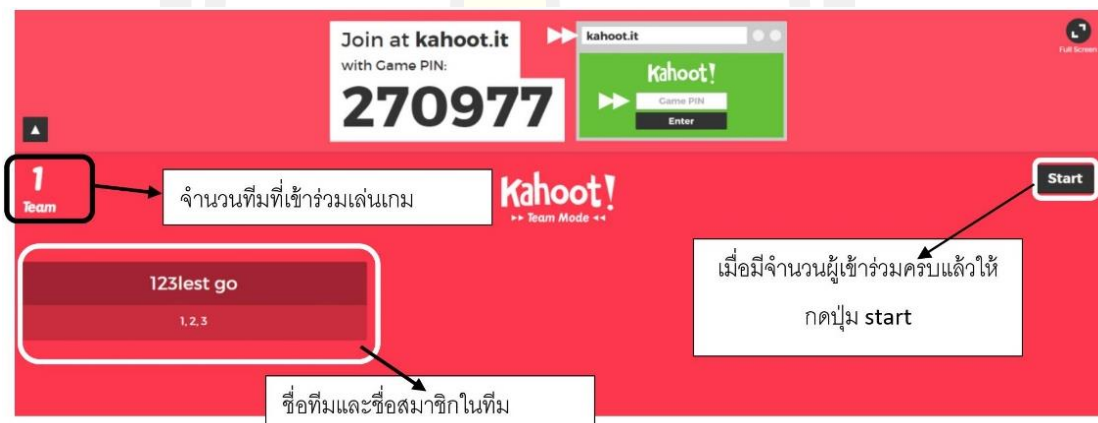 Join at kahoot.it
with Game PIN:
270977
kahoot.it
Kahoot!
Game PIN
Enter
Full Screen
1
Team
จำนวนทีมที่เข้าร่วมเล่นเกม
Kahoot!
Team Mode
Start
123lest go
1, 2, 3
เมื่อมีจำนวนผู้เข้าร่วมครบแล้วให้
กดปุ่ม start
ชื่อทีมและชื่อสมาชิกในทีม